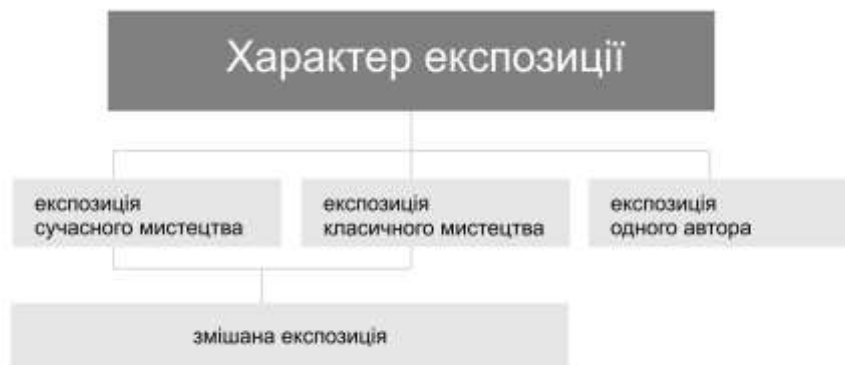 Характер експозиції
експозиція
сучасного мистецтва
експозиція
класичного мистецтва
експозиція
одного автора
змішана експозиція